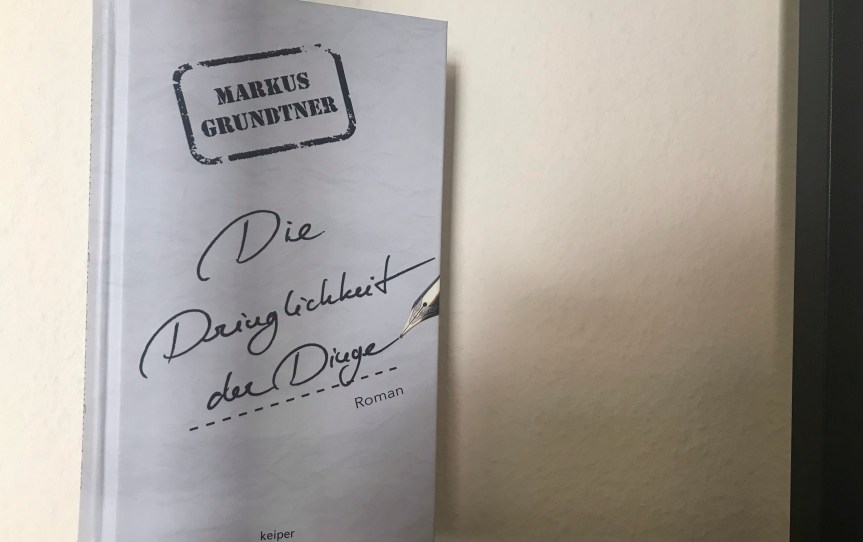 MARKUS
GRUNDTNER
Die
Dringlichkeit
der Dinge
Roman
keiper